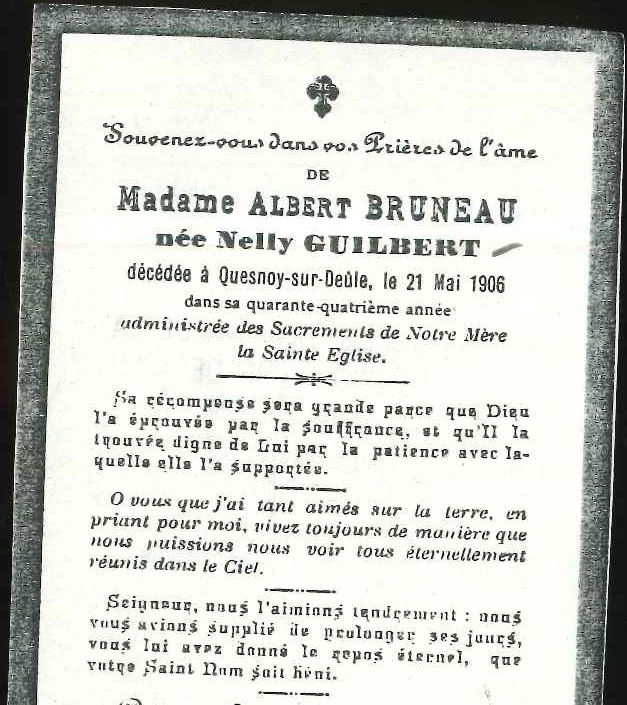 Souvenez-vous dans vos Prières de l'âme
DE
Madame ALBERT BRUNEAU
née Nelly GUILBERT
décédée à Quesnoy-sur-Deûle, le 21 Mai 1906
dans sa quarante-quatrième année
administrée des Sacrements de Notre Mère
la Sainte Eglise.
Sa récompense sera grande parce que Dieu
l'a éprouvée par la souffrance, et qu'Il la
trouvée digne de Lui par la patience avec la-
quelle elle l'a supportée.
O vous que j'ai tant aimés sur la terre, en
priant pour moi, vivez toujours de manière que
nous puissions nous voir tous éternellement
réunis dans le Ciel.
Seigneur, nous l'aimions tendrement : nous
vous avions supplié de prolonger ses jours,
vous lui avez donné le repos éternel, que
votre Saint Nom soit béni.